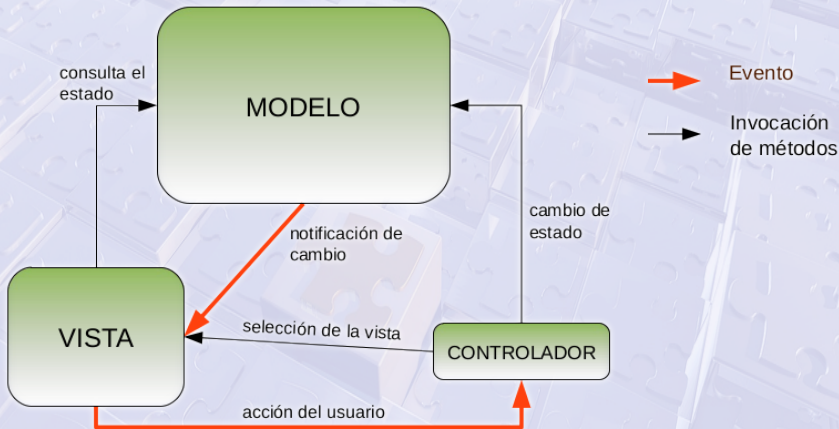 consulta el
estado
MODELO
Evento
Invocación
de métodos
cambio de
estado
notificación de
cambio
VISTA
selección de la vista
CONTROLADOR
acción del usuario